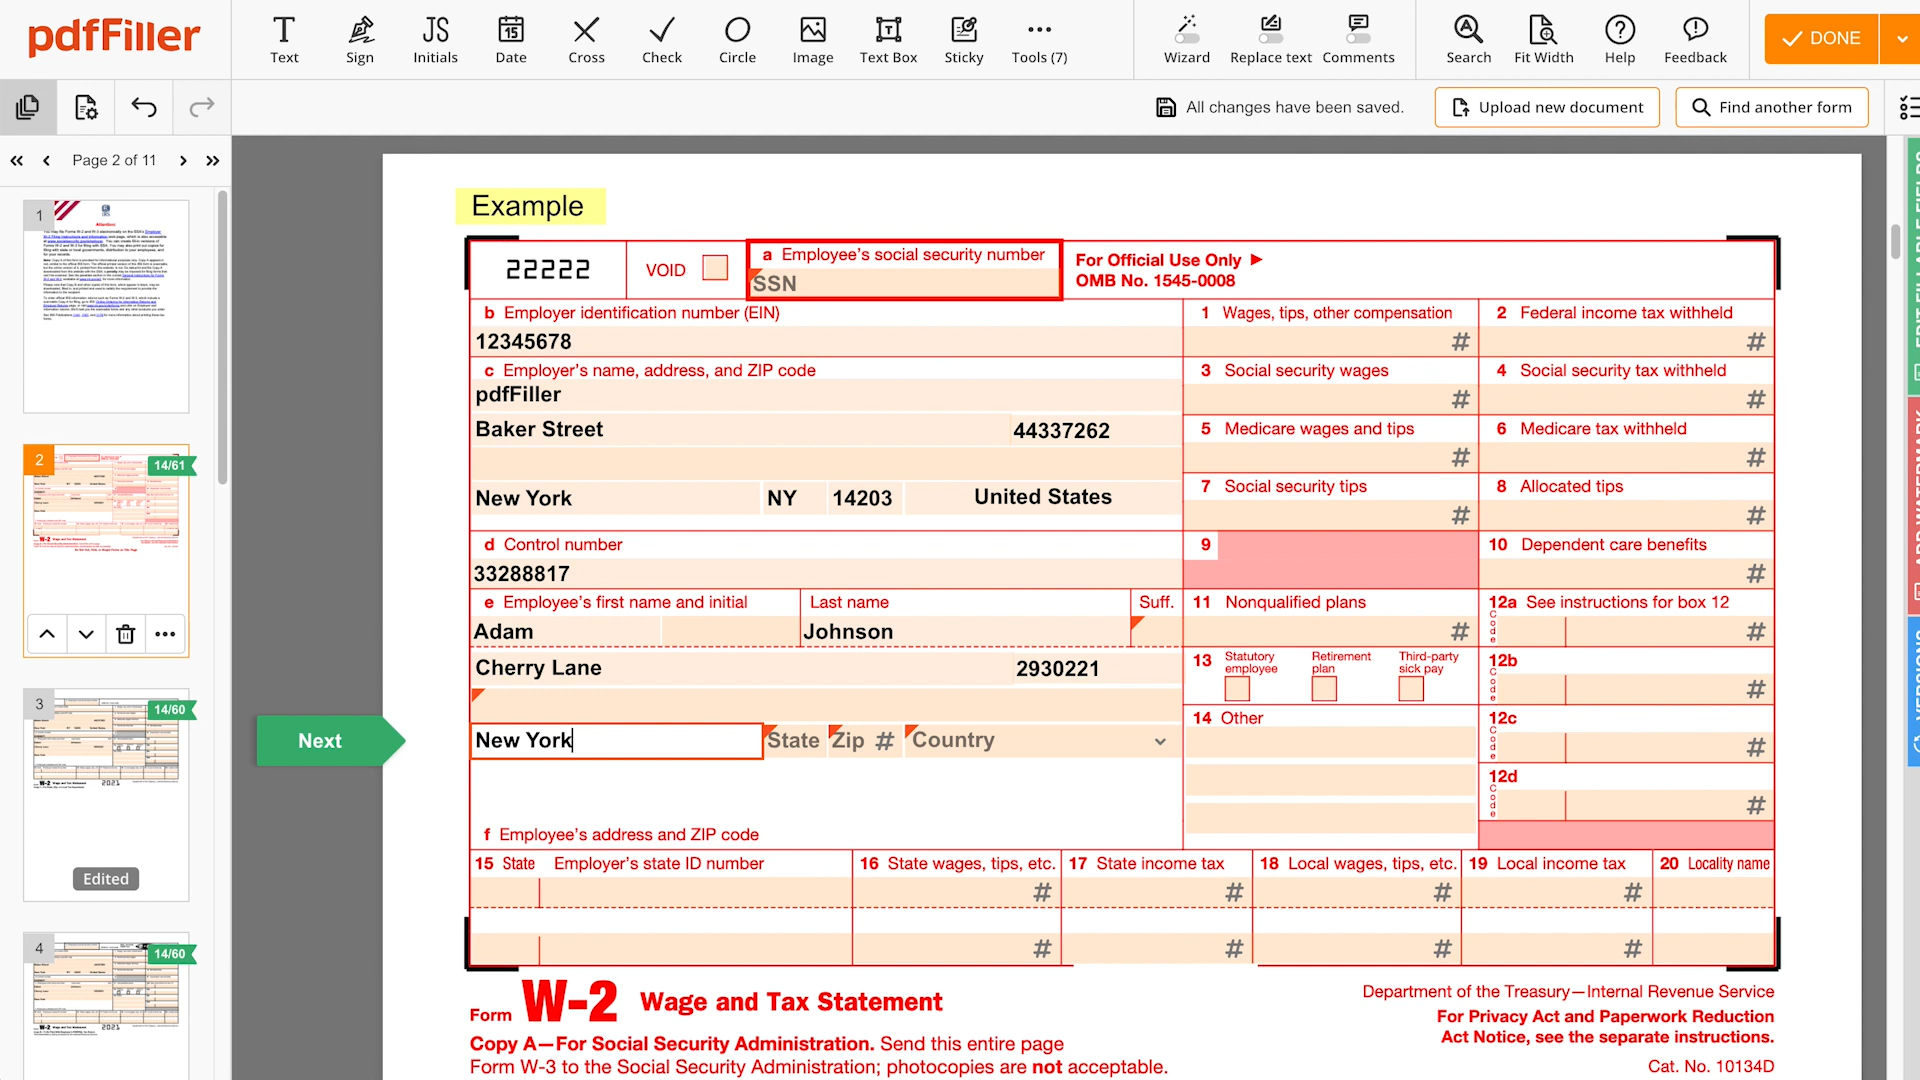 pdfFiller
Text
Sign
JS
Initials
15
Date
Cross
Check
Circle
Image
Text Box
Sticky
Tools (7)
Wizard
Replace text
Comments
Search
Fit Width
Help
Feedback
DONE
All changes have been saved.
Upload new document
Find another form
Page 2 of 11
1
Attention:
2
14/61
3
14/60
2021
Edited
4
14/60
2021
Next
Example
22222
VOID
a Employee's social security number
SSN
For Official Use Only ▶
OMB No. 1545-0008
b Employer identification number (EIN)
12345678
1 Wages, tips, other compensation
#
2 Federal income tax withheld
#
c Employer's name, address, and ZIP code
pdfFiller
Baker Street 44337262
New York NY 14203 United States
3 Social security wages
#
4 Social security tax withheld
#
5 Medicare wages and tips
#
6 Medicare tax withheld
#
7 Social security tips
#
8 Allocated tips
#
d Control number
33288817
9
10 Dependent care benefits
#
e Employee's first name and initial
Last name
Suff.
Adam
Johnson
11 Nonqualified plans
#
12a See instructions for box 12
Code
#
Cherry Lane 2930221
New York
State
Zip #
Country
f Employee's address and ZIP code
13 Statutory employee
Retirement plan
Third-party sick pay
12b
Code
#
14 Other
12c
Code
#
12d
Code
#
15 State Employer's state ID number
16 State wages, tips, etc.
17 State income tax
18 Local wages, tips, etc.
19 Local income tax
20 Locality name
# # # #
# # # #
Form W-2 Wage and Tax Statement
Copy A—For Social Security Administration. Send this entire page
Form W-3 to the Social Security Administration; photocopies are not acceptable.
Department of the Treasury—Internal Revenue Service
For Privacy Act and Paperwork Reduction
Act Notice, see the separate instructions.
Cat. No. 10134D